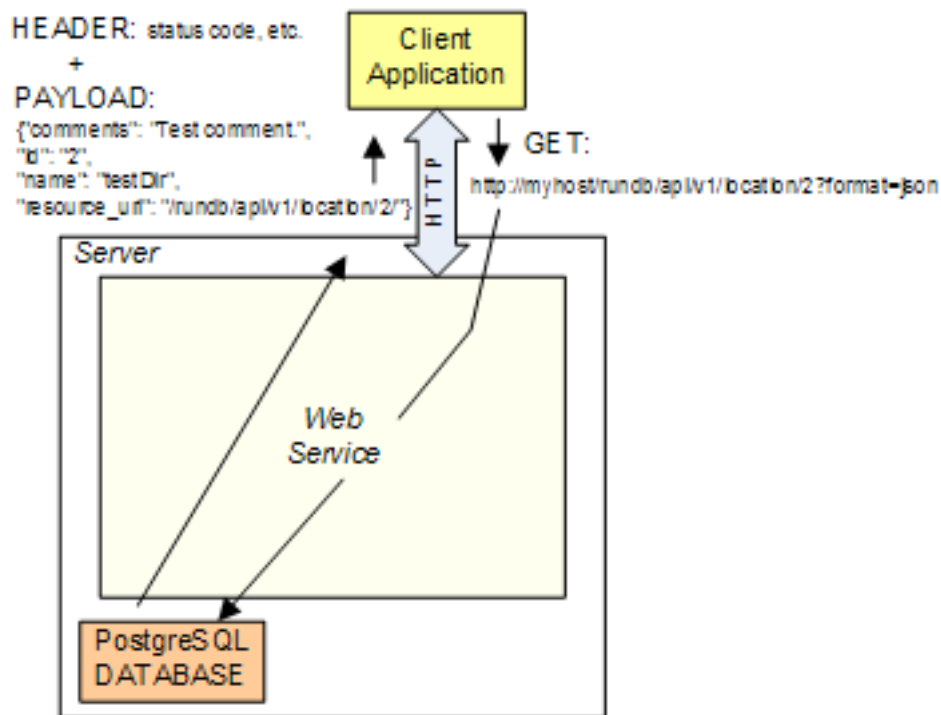 HEADER: status code, etc.
+
PAYLOAD:
{"comments": "Test comment.",
"id": "2",
"name": "testDir",
"resource_uri": "/rundb/api/v1/location/2/"}
Client
Application
HTTP
GET:
http://myhost/rundb/api/v1/location/2?format=json
Server
Web
Service
PostgreSQL
DATABASE